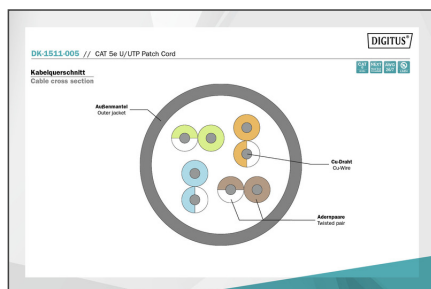 DIGITUS®
DK-1511-005 // CAT 5e U/UTP Patch Cord
Kabelquerschnitt
Cable cross section
Außenmantel
Outer jacket
Cu-Draht
Cu-Wire
Adernpaare
Twisted pair